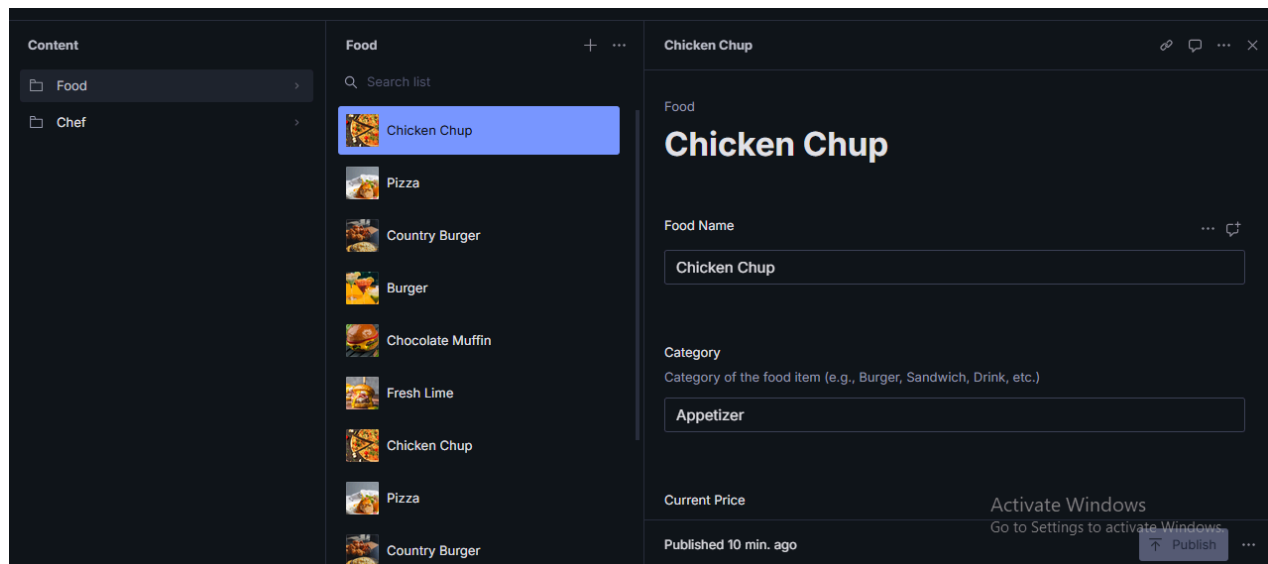 Content
Food
Chef
Food
Search list
Chicken Chup
Pizza
Country Burger
Burger
Chocolate Muffin
Fresh Lime
Chicken Chup
Pizza
Country Burger
Chicken Chup
Food
Chicken Chup
Food Name
Chicken Chup
Category
Category of the food item (e.g., Burger, Sandwich, Drink, etc.)
Appetizer
Current Price
Activate Windows
Go to Settings to activate Windows.
Published 10 min. ago
Publish